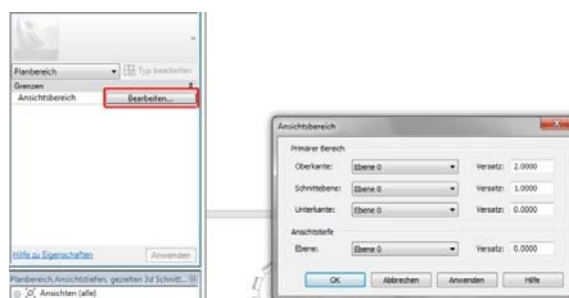 Planbereich
Typ bearbeiten
Grenzen
Ansichtsbereich Bearbeiten...
Hilfe zu Eigenschaften Anwenden
Planbereich,Ansichtstiefen, gezielten 3d Schnitt...
Ansichten (alle)
Ansichtsbereich
Primärer Bereich
Oberkante: Ebene 0 Versatz: 2.0000
Schnittebene: Ebene 0 Versatz: 1.0000
Unterkante: Ebene 0 Versatz: 0.0000
Ansichtstiefe
Ebene: Ebene 0 Versatz: 0.0000
OK Abbrechen Anwenden Hilfe